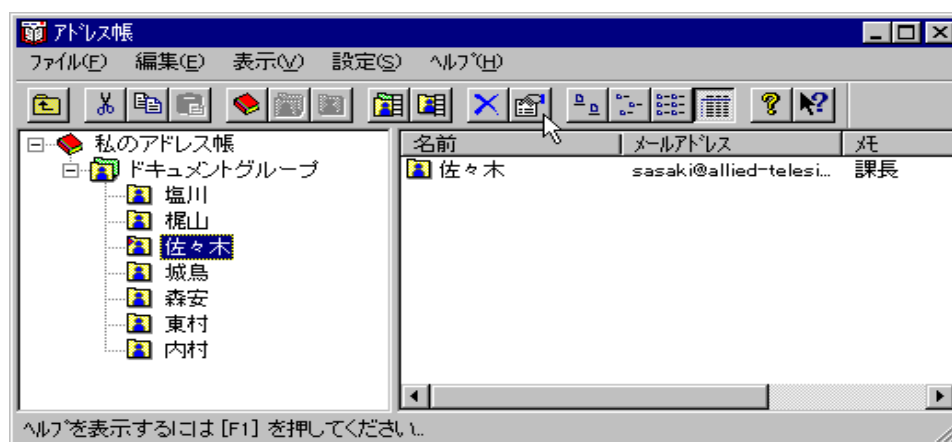 アドレス帳
ファイル(F) 編集(E) 表示(V) 設定(S) ヘルプ(H)
私のアドレス帳
ドキュメントグループ
塩川
梶山
佐々木
城鳥
森安
東村
内村
名前 メールアドレス メモ
佐々木 sasaki@allied-telesi... 課長
ヘルプを表示するには [F1] を押してください..